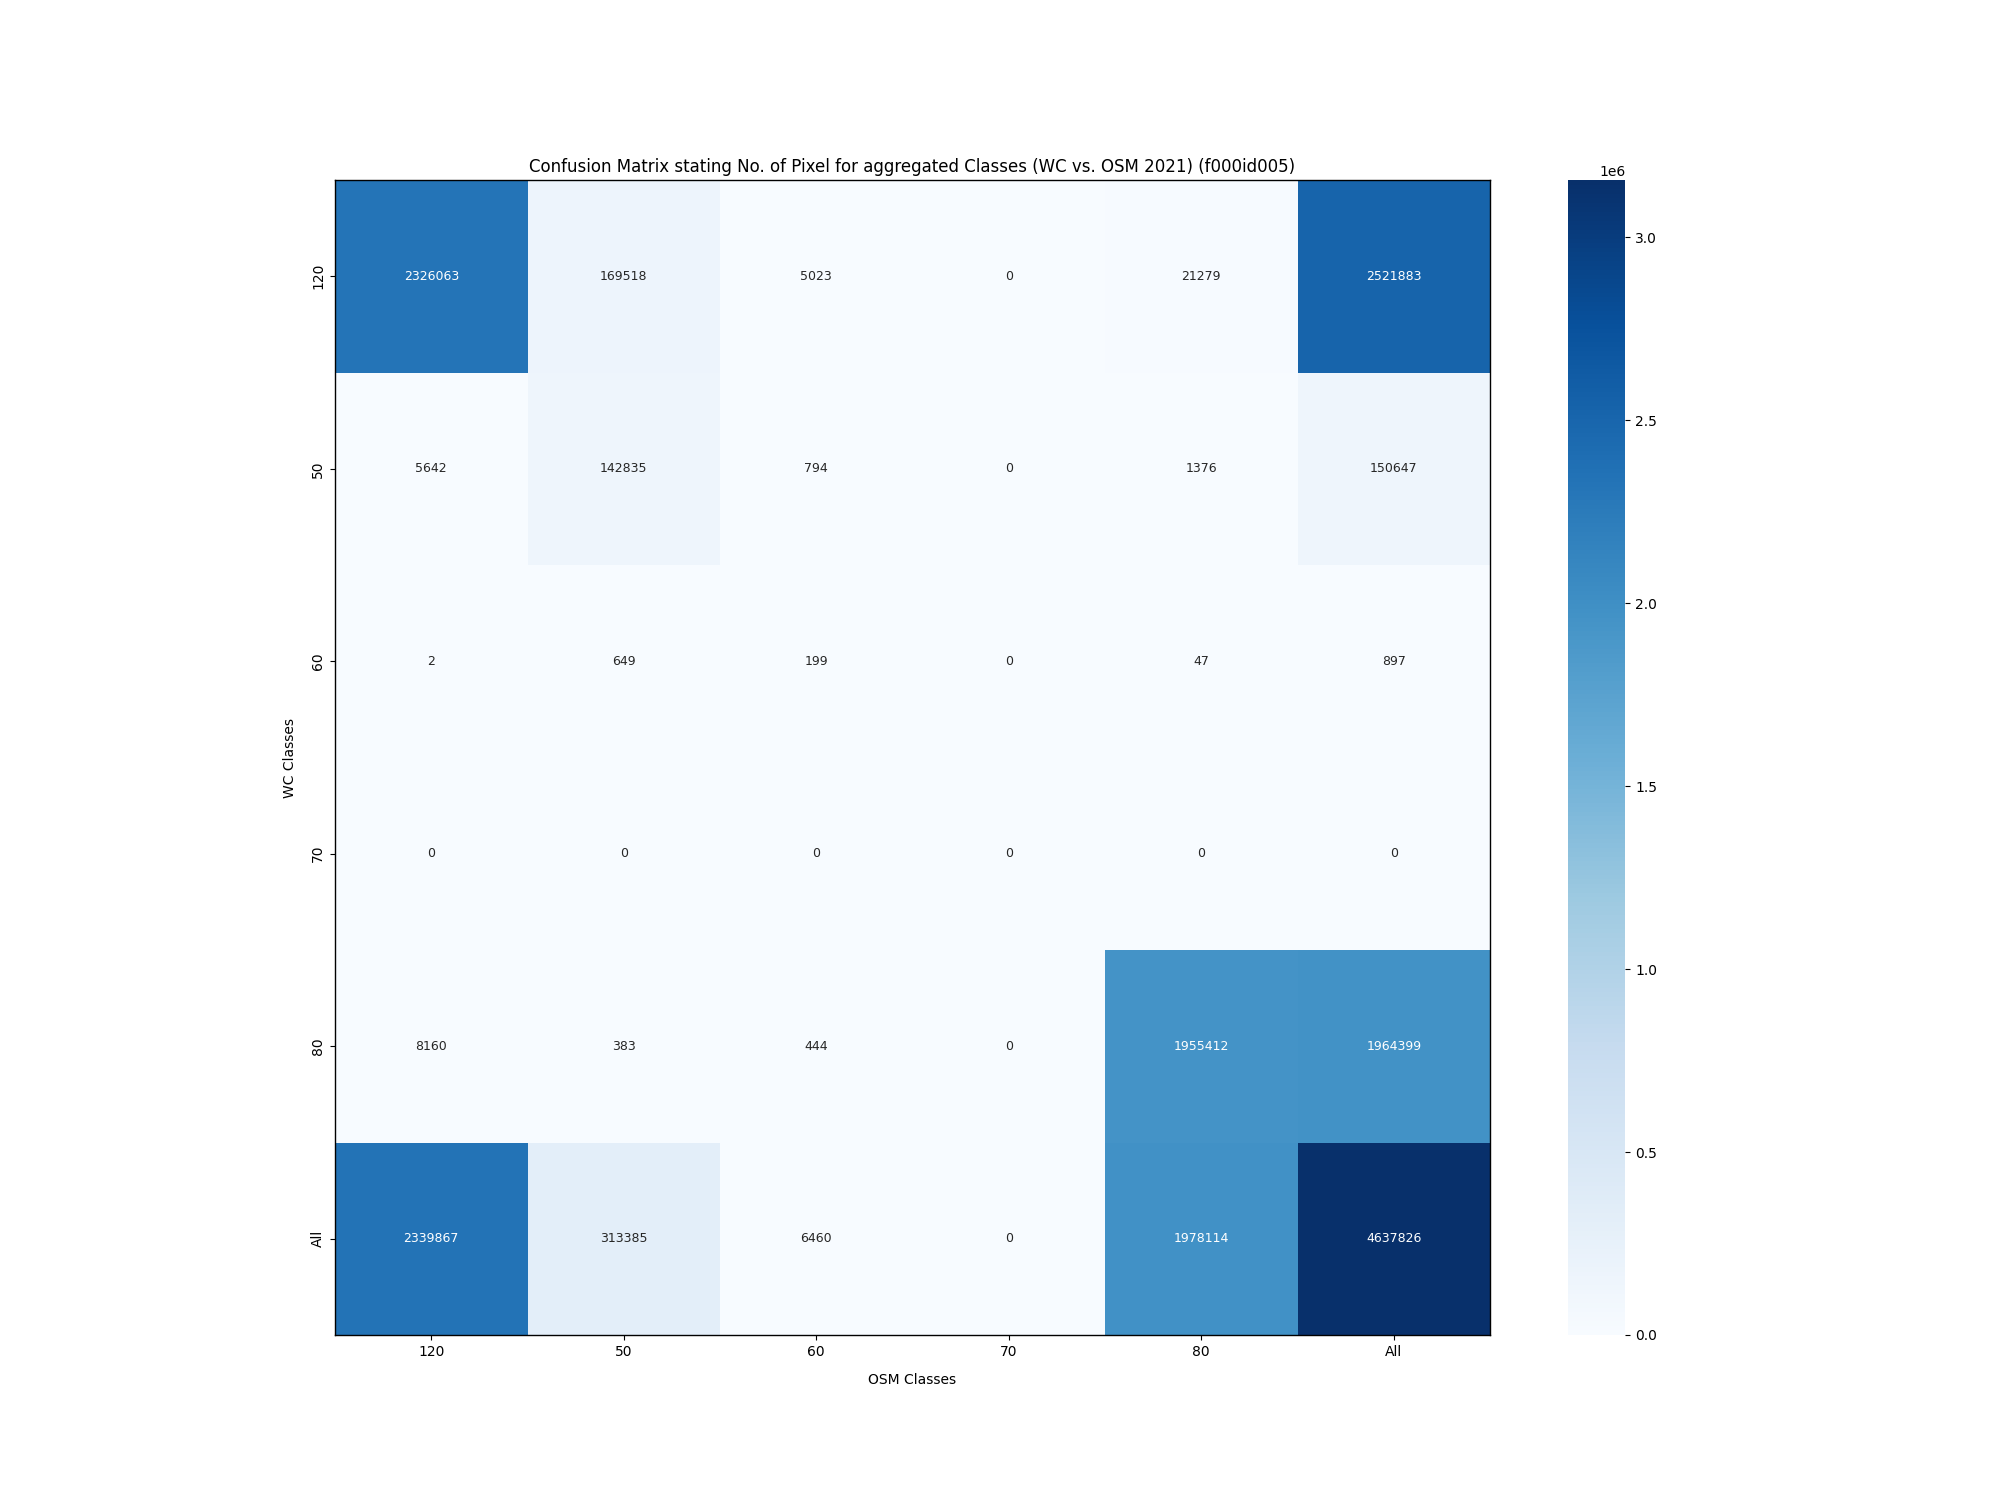 Confusion Matrix stating No. of Pixel for aggregated Classes (WC vs. OSM 2021) (f000id005)
1e6
120 2326063 169518 5023 0 21279 2521883
50 5642 142835 794 0 1376 150647
60 2 649 199 0 47 897
70 0 0 0 0 0 0
80 8160 383 444 0 1955412 1964399
All 2339867 313385 6460 0 1978114 4637826
120 50 60 70 80 All
WC Classes
OSM Classes
3.0
2.5
2.0
1.5
1.0
0.5
0.0